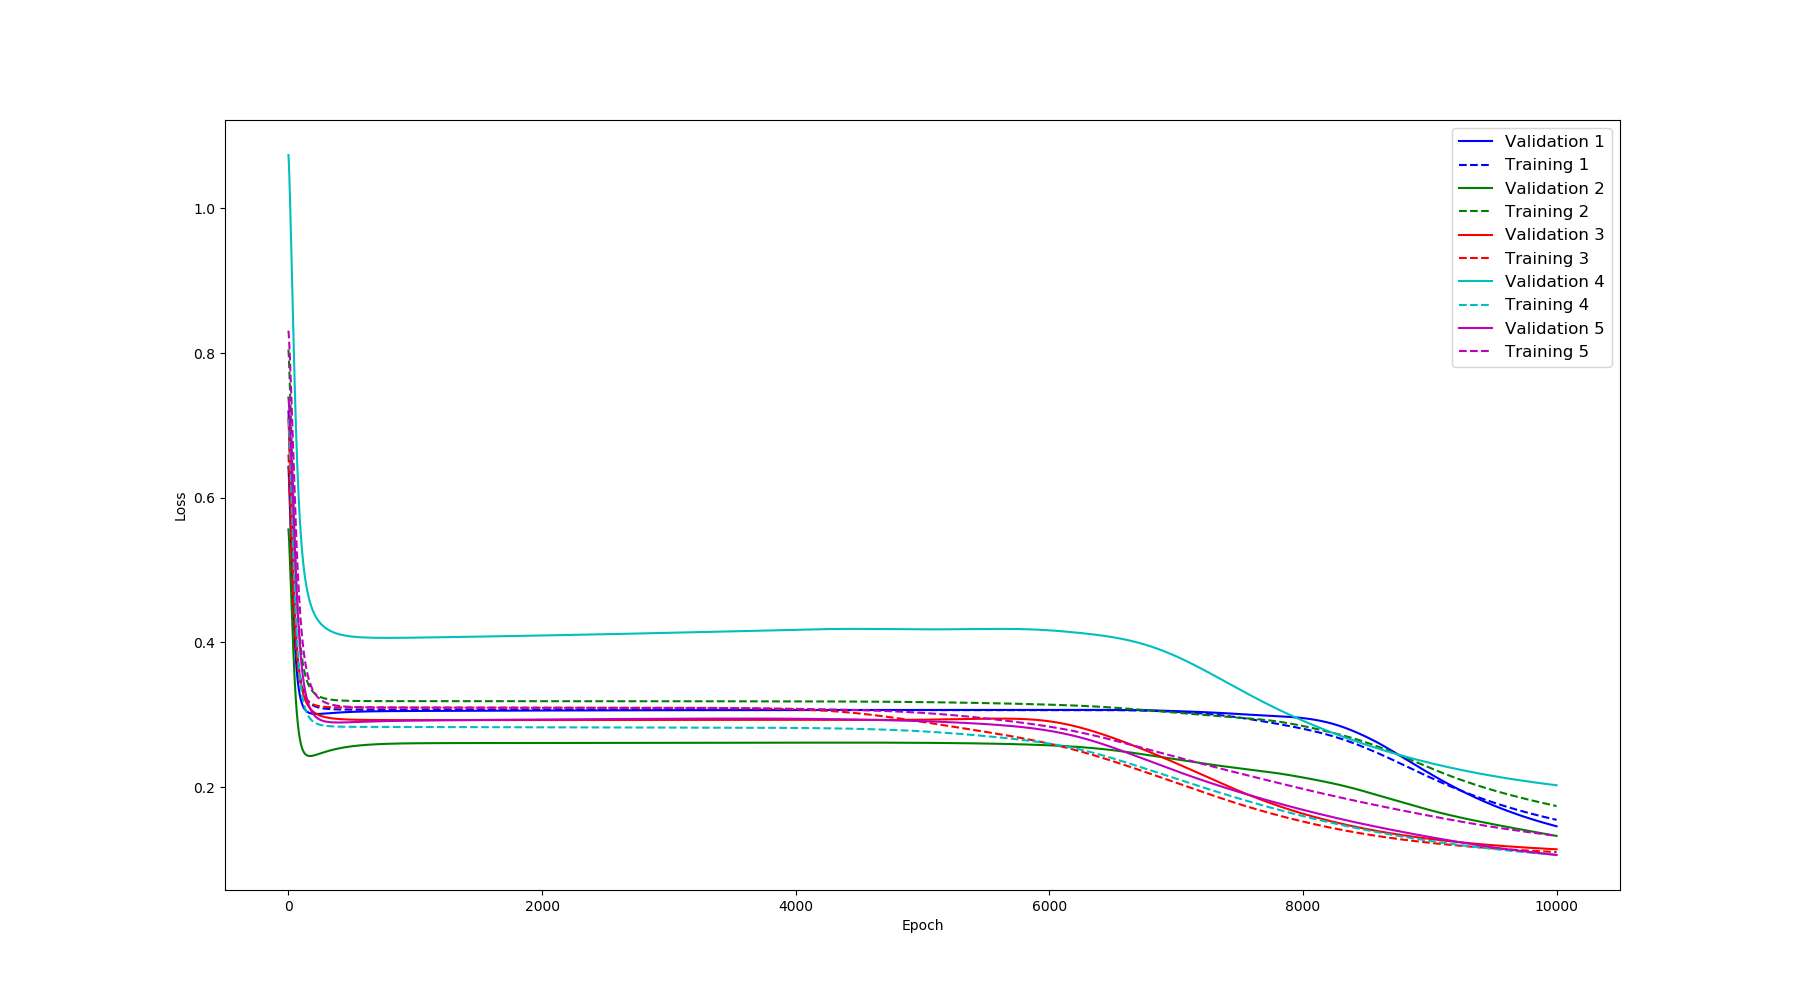 Validation 1
Training 1
Validation 2
Training 2
Validation 3
Training 3
Validation 4
Training 4
Validation 5
Training 5
1.0
0.8
0.6
0.4
0.2
Loss
0 2000 4000 6000 8000 10000
Epoch